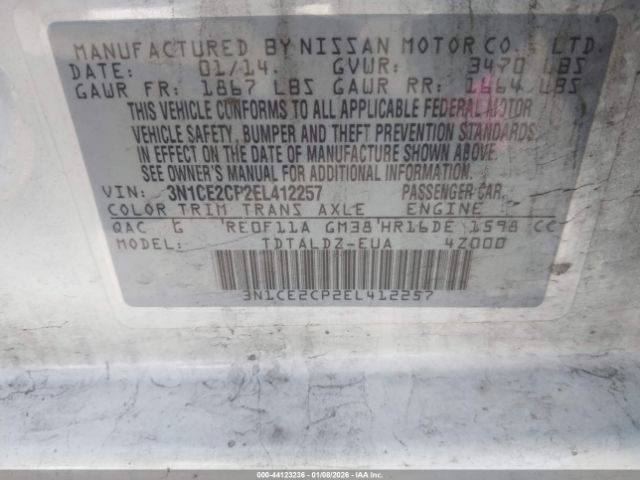 MANUFACTURED BY NISSAN MOTOR CO., LTD.
DATE: 01/14. GVWR: 3470 LBS
GAWR FR: 1867 LBS GAWR RR: 1664 LBS
THIS VEHICLE CONFORMS TO ALL APPLICABLE FEDERAL MOTOR
VEHICLE SAFETY, BUMPER AND THEFT PREVENTION STANDARDS
IN EFFECT ON THE DATE OF MANUFACTURE SHOWN ABOVE.
SEE OWNER'S MANUAL FOR ADDITIONAL INFORMATION.
VIN: 3N1CE2CP2EL412257 PASSENGER CAR.
COLOR TRIM TRANS AXLE ENGINE
QAC G RE0F11A GM38 HR16DE 1598 CC
MODEL: TDTALDZ-EUA 4Z000
3N1CE2CP2EL412257
000-44123236 — 01/08/2026 — IAAI.COM